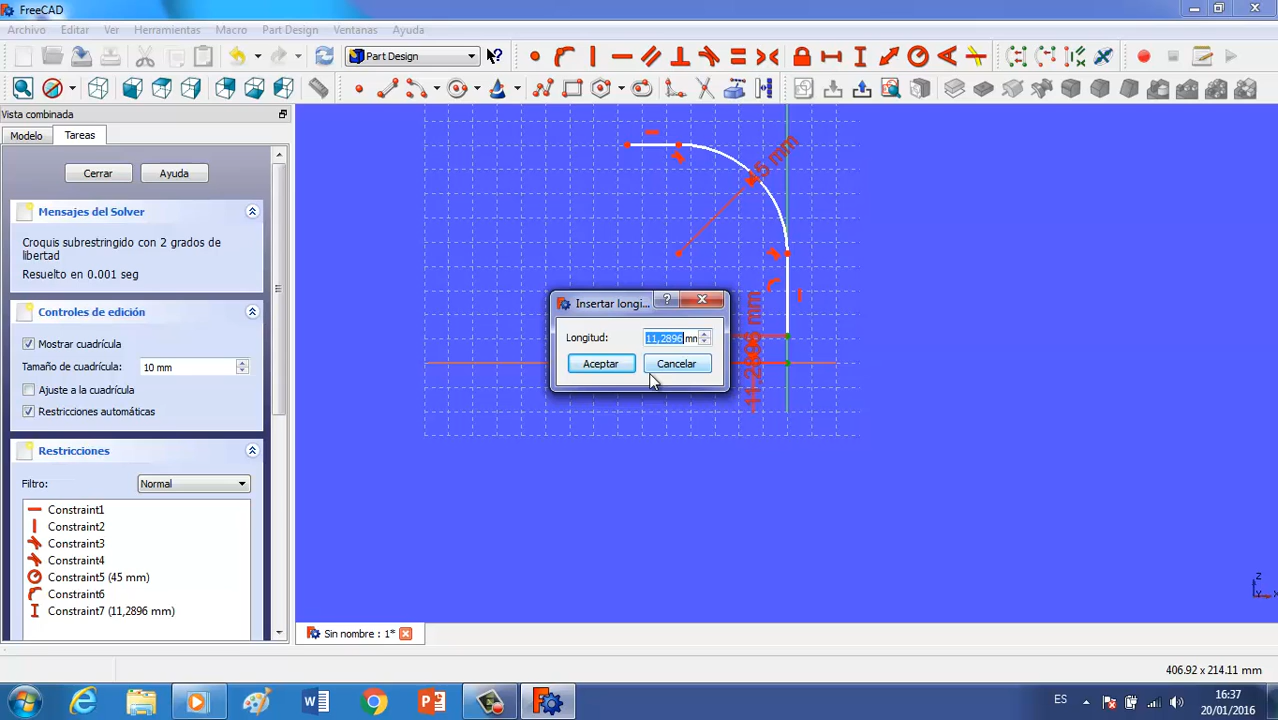 FreeCAD
Archivo Editar Ver Herramientas Macro Part Design Ventanas Ayuda
Part Design
Vista combinada
Modelo Tareas
Cerrar Ayuda
Mensajes del Solver
Croquis subrestringido con 2 grados de
libertad
Resuelto en 0.001 seg
Controles de edición
Mostrar cuadrícula
Tamaño de cuadrícula: 10 mm
Ajuste a la cuadrícula
Restricciones automáticas
Restricciones
Filtro: Normal
Constraint1
Constraint2
Constraint3
Constraint4
Constraint5 (45 mm)
Constraint6
Constraint7 (11,2896 mm)
45 mm
11,2896 mm
Insertar longi...
Longitud: 11,2896 mm
Aceptar Cancelar
Z
Y X
Sin nombre : 1*
406.92 x 214.11 mm
ES
16:37
20/01/2016